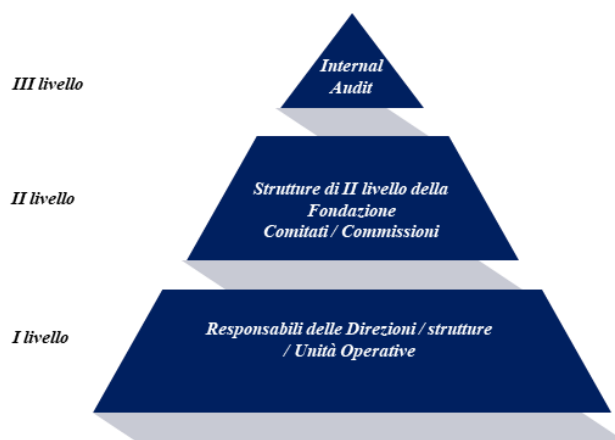 III livello
Internal
Audit
II livello
Strutture di II livello della
Fondazione
Comitati / Commissioni
I livello
Responsabili delle Direzioni / strutture
/ Unità Operative